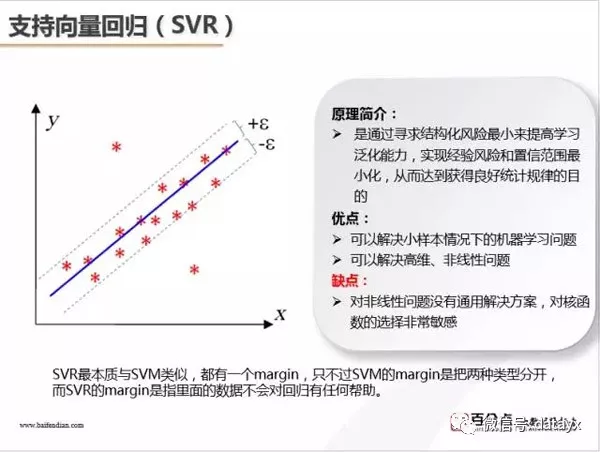 支持向量回归（SVR）
y
+ε
-ε
x
原理简介：
是通过寻求结构化风险最小来提高学习
泛化能力，实现经验风险和置信范围最
小化，从而达到获得良好统计规律的目
的
优点：
可以解决小样本情况下的机器学习问题
可以解决高维、非线性问题
缺点：
对非线性问题没有通用解决方案，对核函
数的选择非常敏感
SVR最本质与SVM类似，都有一个margin，只不过SVM的margin是把两种类型分开，
而SVR的margin是指里面的数据不会对回归有任何帮助。
www.baifendian.com
百分点
微信号: datayx